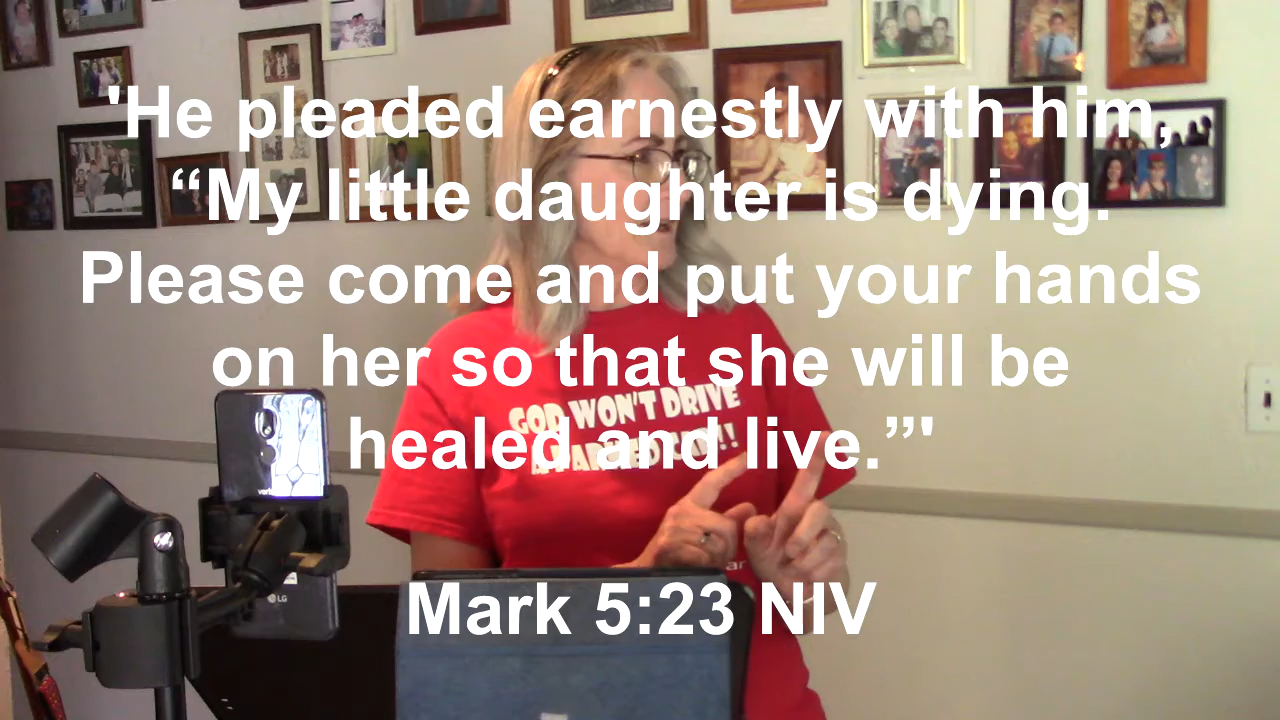 'He pleaded earnestly with him,
“My little daughter is dying.
Please come and put your hands
on her so that she will be
healed and live.”'
Mark 5:23 NIV
GOD WON'T DRIVE
LG